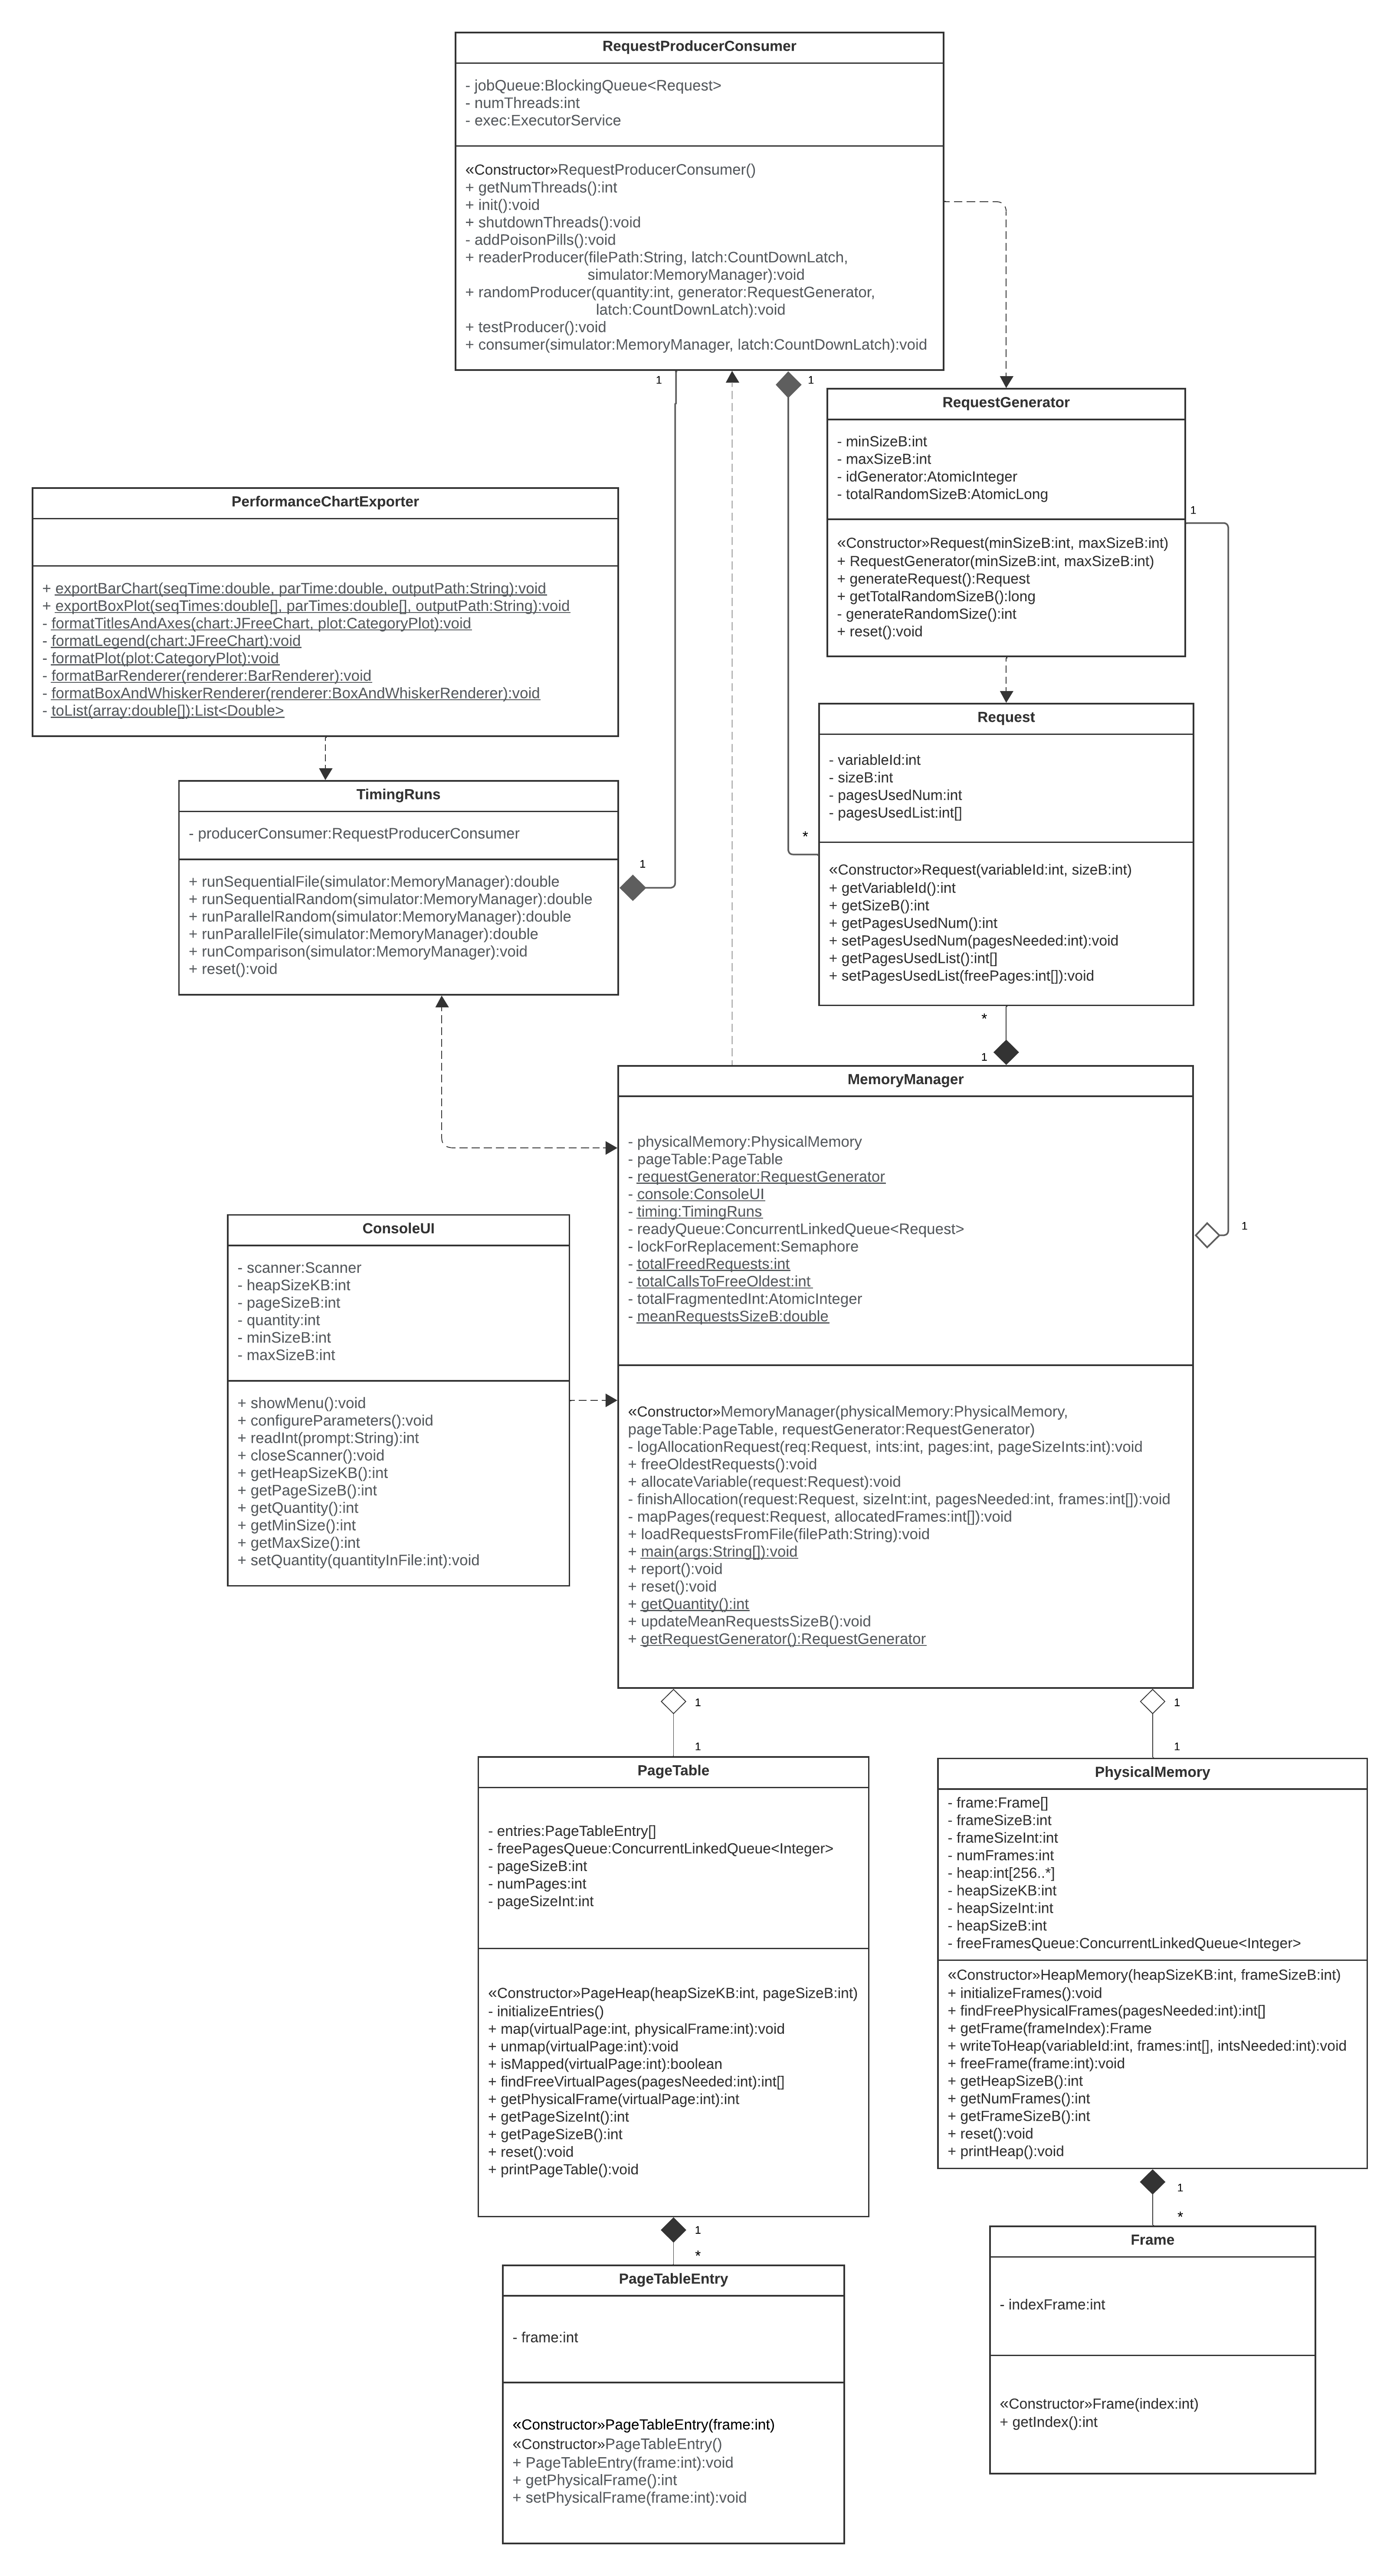 RequestProducerConsumer
- jobQueue:BlockingQueue<Request>
- numThreads:int
- exec:ExecutorService
«Constructor»RequestProducerConsumer()
+ getNumThreads():int
+ init():void
+ shutdownThreads():void
- addPoisonPills():void
+ readerProducer(filePath:String, latch:CountDownLatch,
simulator:MemoryManager):void
+ randomProducer(quantity:int, generator:RequestGenerator,
latch:CountDownLatch):void
+ testProducer():void
+ consumer(simulator:MemoryManager, latch:CountDownLatch):void
1
1
RequestGenerator
- minSizeB:int
- maxSizeB:int
- idGenerator:AtomicInteger
- totalRandomSizeB:AtomicLong
«Constructor»Request(minSizeB:int, maxSizeB:int)
+ RequestGenerator(minSizeB:int, maxSizeB:int)
+ generateRequest():Request
+ getTotalRandomSizeB():long
- generateRandomSize():int
+ reset():void
1
PerformanceChartExporter
+ exportBarChart(seqTime:double, parTime:double, outputPath:String):void
+ exportBoxPlot(seqTimes:double[], parTimes:double[], outputPath:String):void
- formatTitlesAndAxes(chart:JFreeChart, plot:CategoryPlot):void
- formatLegend(chart:JFreeChart):void
- formatPlot(plot:CategoryPlot):void
- formatBarRenderer(renderer:BarRenderer):void
- formatBoxAndWhiskerRenderer(renderer:BoxAndWhiskerRenderer):void
- toList(array:double[]):List<Double>
Request
- variableId:int
- sizeB:int
- pagesUsedNum:int
- pagesUsedList:int[]
«Constructor»Request(variableId:int, sizeB:int)
+ getVariableId():int
+ getSizeB():int
+ getPagesUsedNum():int
+ setPagesUsedNum(pagesNeeded:int):void
+ getPagesUsedList():int[]
+ setPagesUsedList(freePages:int[]):void
*
TimingRuns
- producerConsumer:RequestProducerConsumer
+ runSequentialFile(simulator:MemoryManager):double
+ runSequentialRandom(simulator:MemoryManager):double
+ runParallelRandom(simulator:MemoryManager):double
+ runParallelFile(simulator:MemoryManager):double
+ runComparison(simulator:MemoryManager):void
+ reset():void
1
*
1
MemoryManager
- physicalMemory:PhysicalMemory
- pageTable:PageTable
- requestGenerator:RequestGenerator
- console:ConsoleUI
- timing:TimingRuns
- readyQueue:ConcurrentLinkedQueue<Request>
- lockForReplacement:Semaphore
- totalFreedRequests:int
- totalCallsToFreeOldest:int
- totalFragmentedInt:AtomicInteger
- meanRequestsSizeB:double
«Constructor»MemoryManager(physicalMemory:PhysicalMemory,
pageTable:PageTable, requestGenerator:RequestGenerator)
- logAllocationRequest(req:Request, ints:int, pages:int, pageSizeInts:int):void
+ freeOldestRequests():void
+ allocateVariable(request:Request):void
- finishAllocation(request:Request, sizeInt:int, pagesNeeded:int, frames:int[]):void
- mapPages(request:Request, allocatedFrames:int[]):void
+ loadRequestsFromFile(filePath:String):void
+ main(args:String[]):void
+ report():void
+ reset():void
+ getQuantity():int
+ updateMeanRequestsSizeB():void
+ getRequestGenerator():RequestGenerator
1
ConsoleUI
- scanner:Scanner
- heapSizeKB:int
- pageSizeB:int
- quantity:int
- minSizeB:int
- maxSizeB:int
+ showMenu():void
+ configureParameters():void
+ readInt(prompt:String):int
+ closeScanner():void
+ getHeapSizeKB():int
+ getPageSizeB():int
+ getQuantity():int
+ getMinSize():int
+ getMaxSize():int
+ setQuantity(quantityInFile:int):void
1
1
1
1
PageTable
- entries:PageTableEntry[]
- freePagesQueue:ConcurrentLinkedQueue<Integer>
- pageSizeB:int
- numPages:int
- pageSizeInt:int
«Constructor»PageHeap(heapSizeKB:int, pageSizeB:int)
- initializeEntries()
+ map(virtualPage:int, physicalFrame:int):void
+ unmap(virtualPage:int):void
+ isMapped(virtualPage:int):boolean
+ findFreeVirtualPages(pagesNeeded:int):int[]
+ getPhysicalFrame(virtualPage:int):int
+ getPageSizeInt():int
+ getPageSizeB():int
+ reset():void
+ printPageTable():void
PhysicalMemory
- frame:Frame[]
- frameSizeB:int
- frameSizeInt:int
- numFrames:int
- heap:int[256..*]
- heapSizeKB:int
- heapSizeInt:int
- heapSizeB:int
- freeFramesQueue:ConcurrentLinkedQueue<Integer>
«Constructor»HeapMemory(heapSizeKB:int, frameSizeB:int)
+ initializeFrames():void
+ findFreePhysicalFrames(pagesNeeded:int):int[]
+ getFrame(frameIndex):Frame
+ writeToHeap(variableId:int, frames:int[], intsNeeded:int):void
+ freeFrame(frame:int):void
+ getHeapSizeB():int
+ getNumFrames():int
+ getFrameSizeB():int
+ reset():void
+ printHeap():void
1
*
1
*
PageTableEntry
- frame:int
«Constructor»PageTableEntry(frame:int)
«Constructor»PageTableEntry()
+ PageTableEntry(frame:int):void
+ getPhysicalFrame():int
+ setPhysicalFrame(frame:int):void
Frame
- indexFrame:int
«Constructor»Frame(index:int)
+ getIndex():int